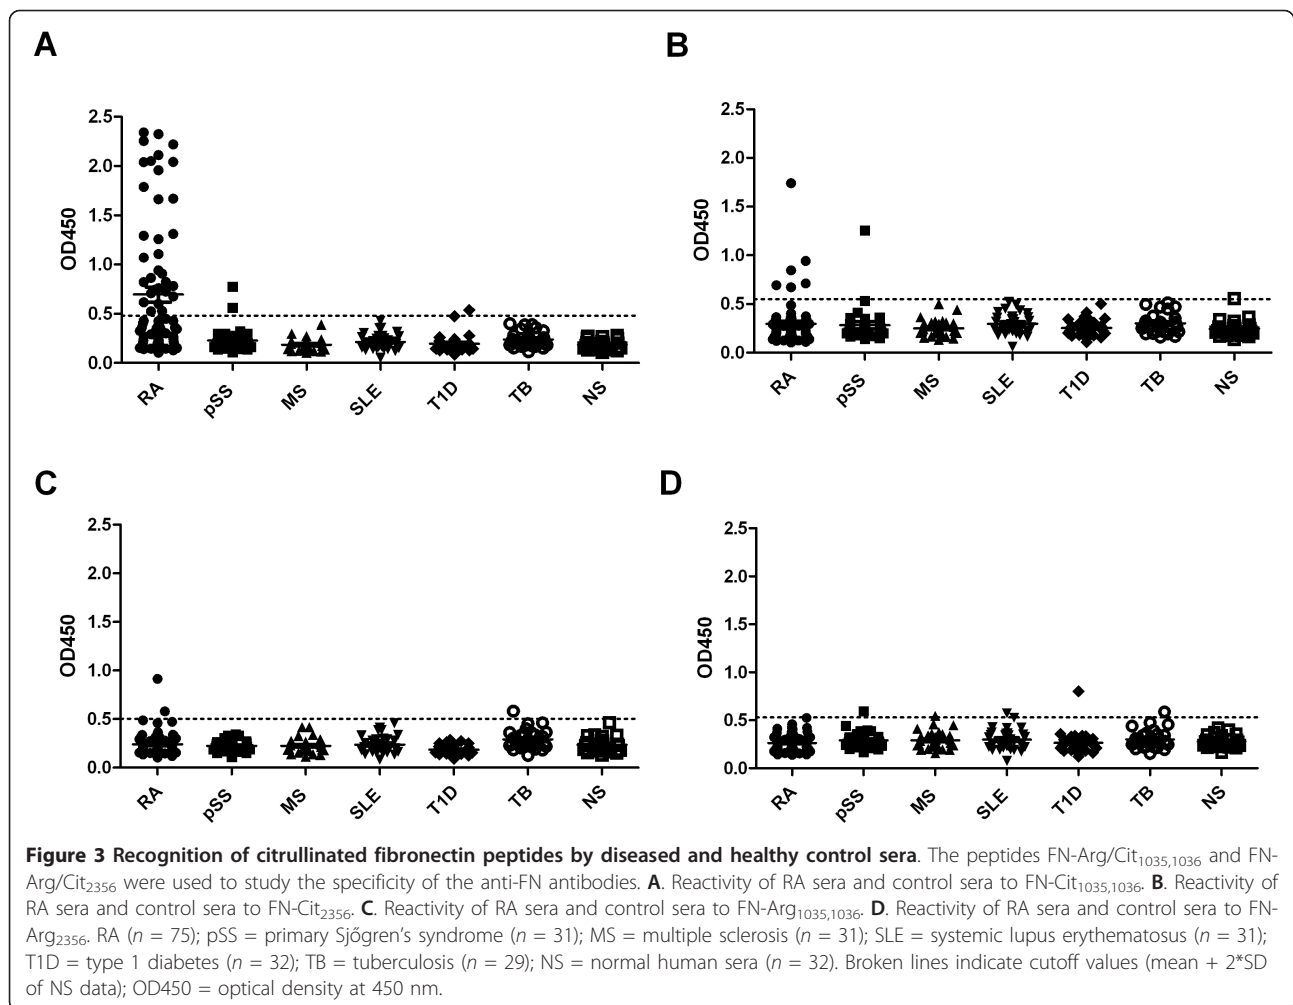 A
OD450
2.5
2.0
1.5
1.0
0.5
0.0
RA
pSS
MS
SLE
T1D
TB
NS
B
OD450
2.5
2.0
1.5
1.0
0.5
0.0
RA
pSS
MS
SLE
T1D
TB
NS
C
OD450
2.5
2.0
1.5
1.0
0.5
0.0
RA
pSS
MS
SLE
T1D
TB
NS
D
OD450
2.5
2.0
1.5
1.0
0.5
0.0
RA
pSS
MS
SLE
T1D
TB
NS
Figure 3 Recognition of citrullinated fibronectin peptides by diseased and healthy control sera. The peptides FN-Arg/Cit1035,1036 and FN-
Arg/Cit2356 were used to study the specificity of the anti-FN antibodies. A. Reactivity of RA sera and control sera to FN-Cit1035,1036. B. Reactivity of
RA sera and control sera to FN-Cit2356. C. Reactivity of RA sera and control sera to FN-Arg1035,1036. D. Reactivity of RA sera and control sera to FN-
Arg2356. RA (n = 75); pSS = primary Sjőgren's syndrome (n = 31); MS = multiple sclerosis (n = 31); SLE = systemic lupus erythematosus (n = 31);
T1D = type 1 diabetes (n = 32); TB = tuberculosis (n = 29); NS = normal human sera (n = 32). Broken lines indicate cutoff values (mean + 2*SD
of NS data); OD450 = optical density at 450 nm.